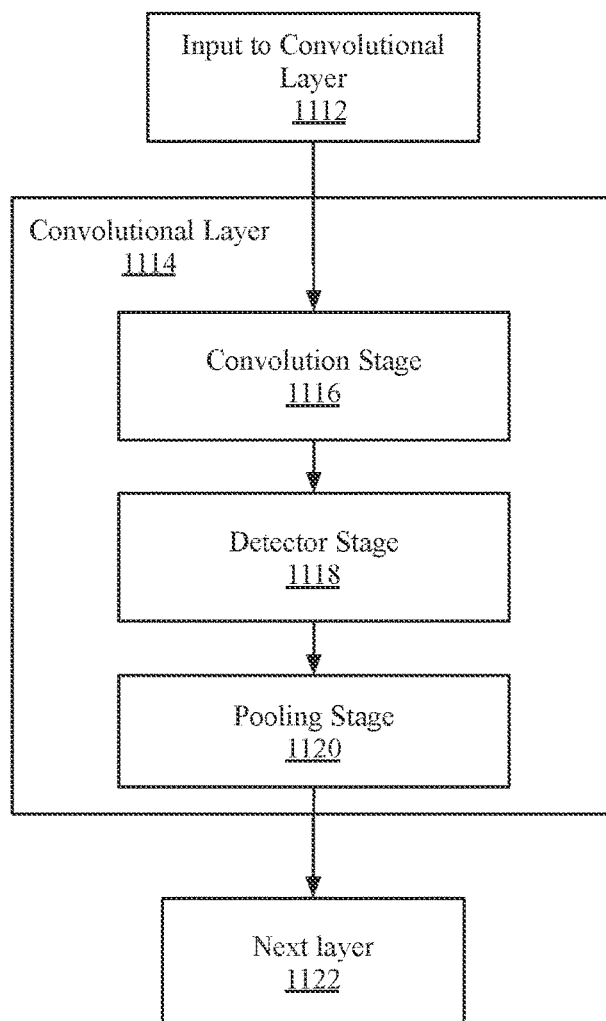 Input to Convolutional
Layer
1112
Convolutional Layer
1114
Convolution Stage
1116
Detector Stage
1118
Pooling Stage
1120
Next layer
1122